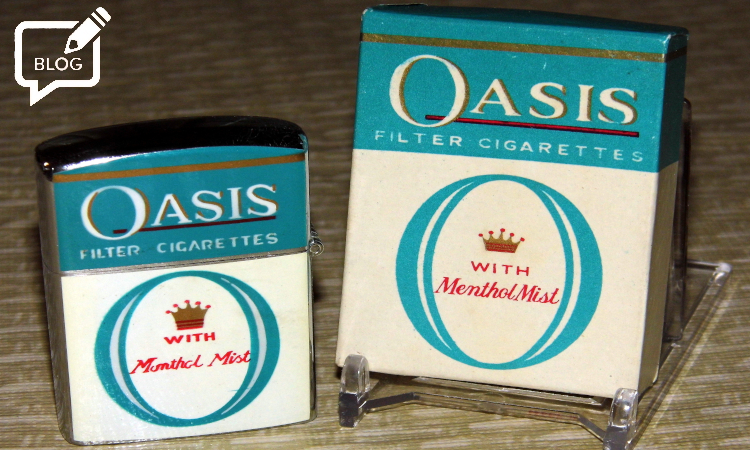 BLOG
OASIS
FILTER CIGARETTES
WITH
Menthol Mist
OASIS
FILTER CIGARETTES
WITH
Menthol Mist